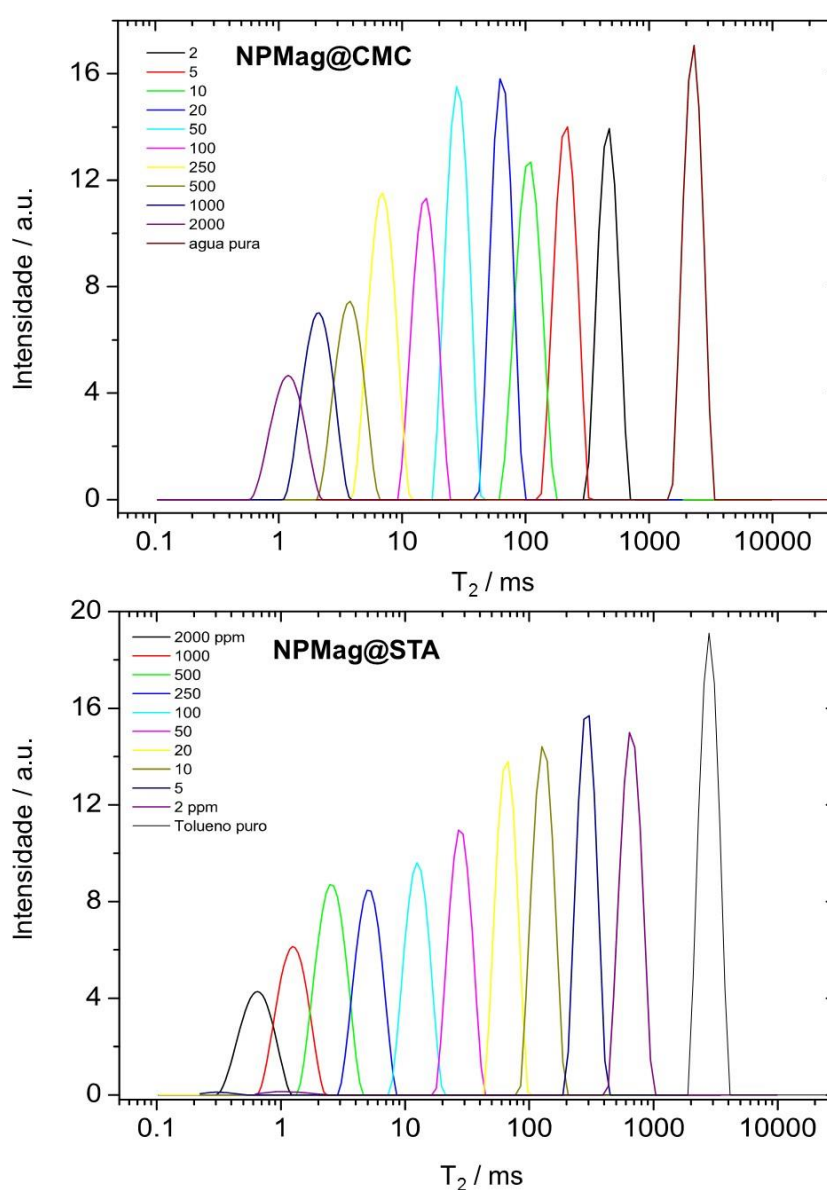 NPMag@CMC
2
5
10
20
50
100
250
500
1000
2000
agua pura
Intensidade / a.u.
16
12
8
4
0
0.1 1 10 100 1000 10000
T₂ / ms
NPMag@STA
2000 ppm
1000
500
250
100
50
20
10
5
2 ppm
Tolueno puro
Intensidade / a.u.
20
16
12
8
4
0
0.1 1 10 100 1000 10000
T₂ / ms